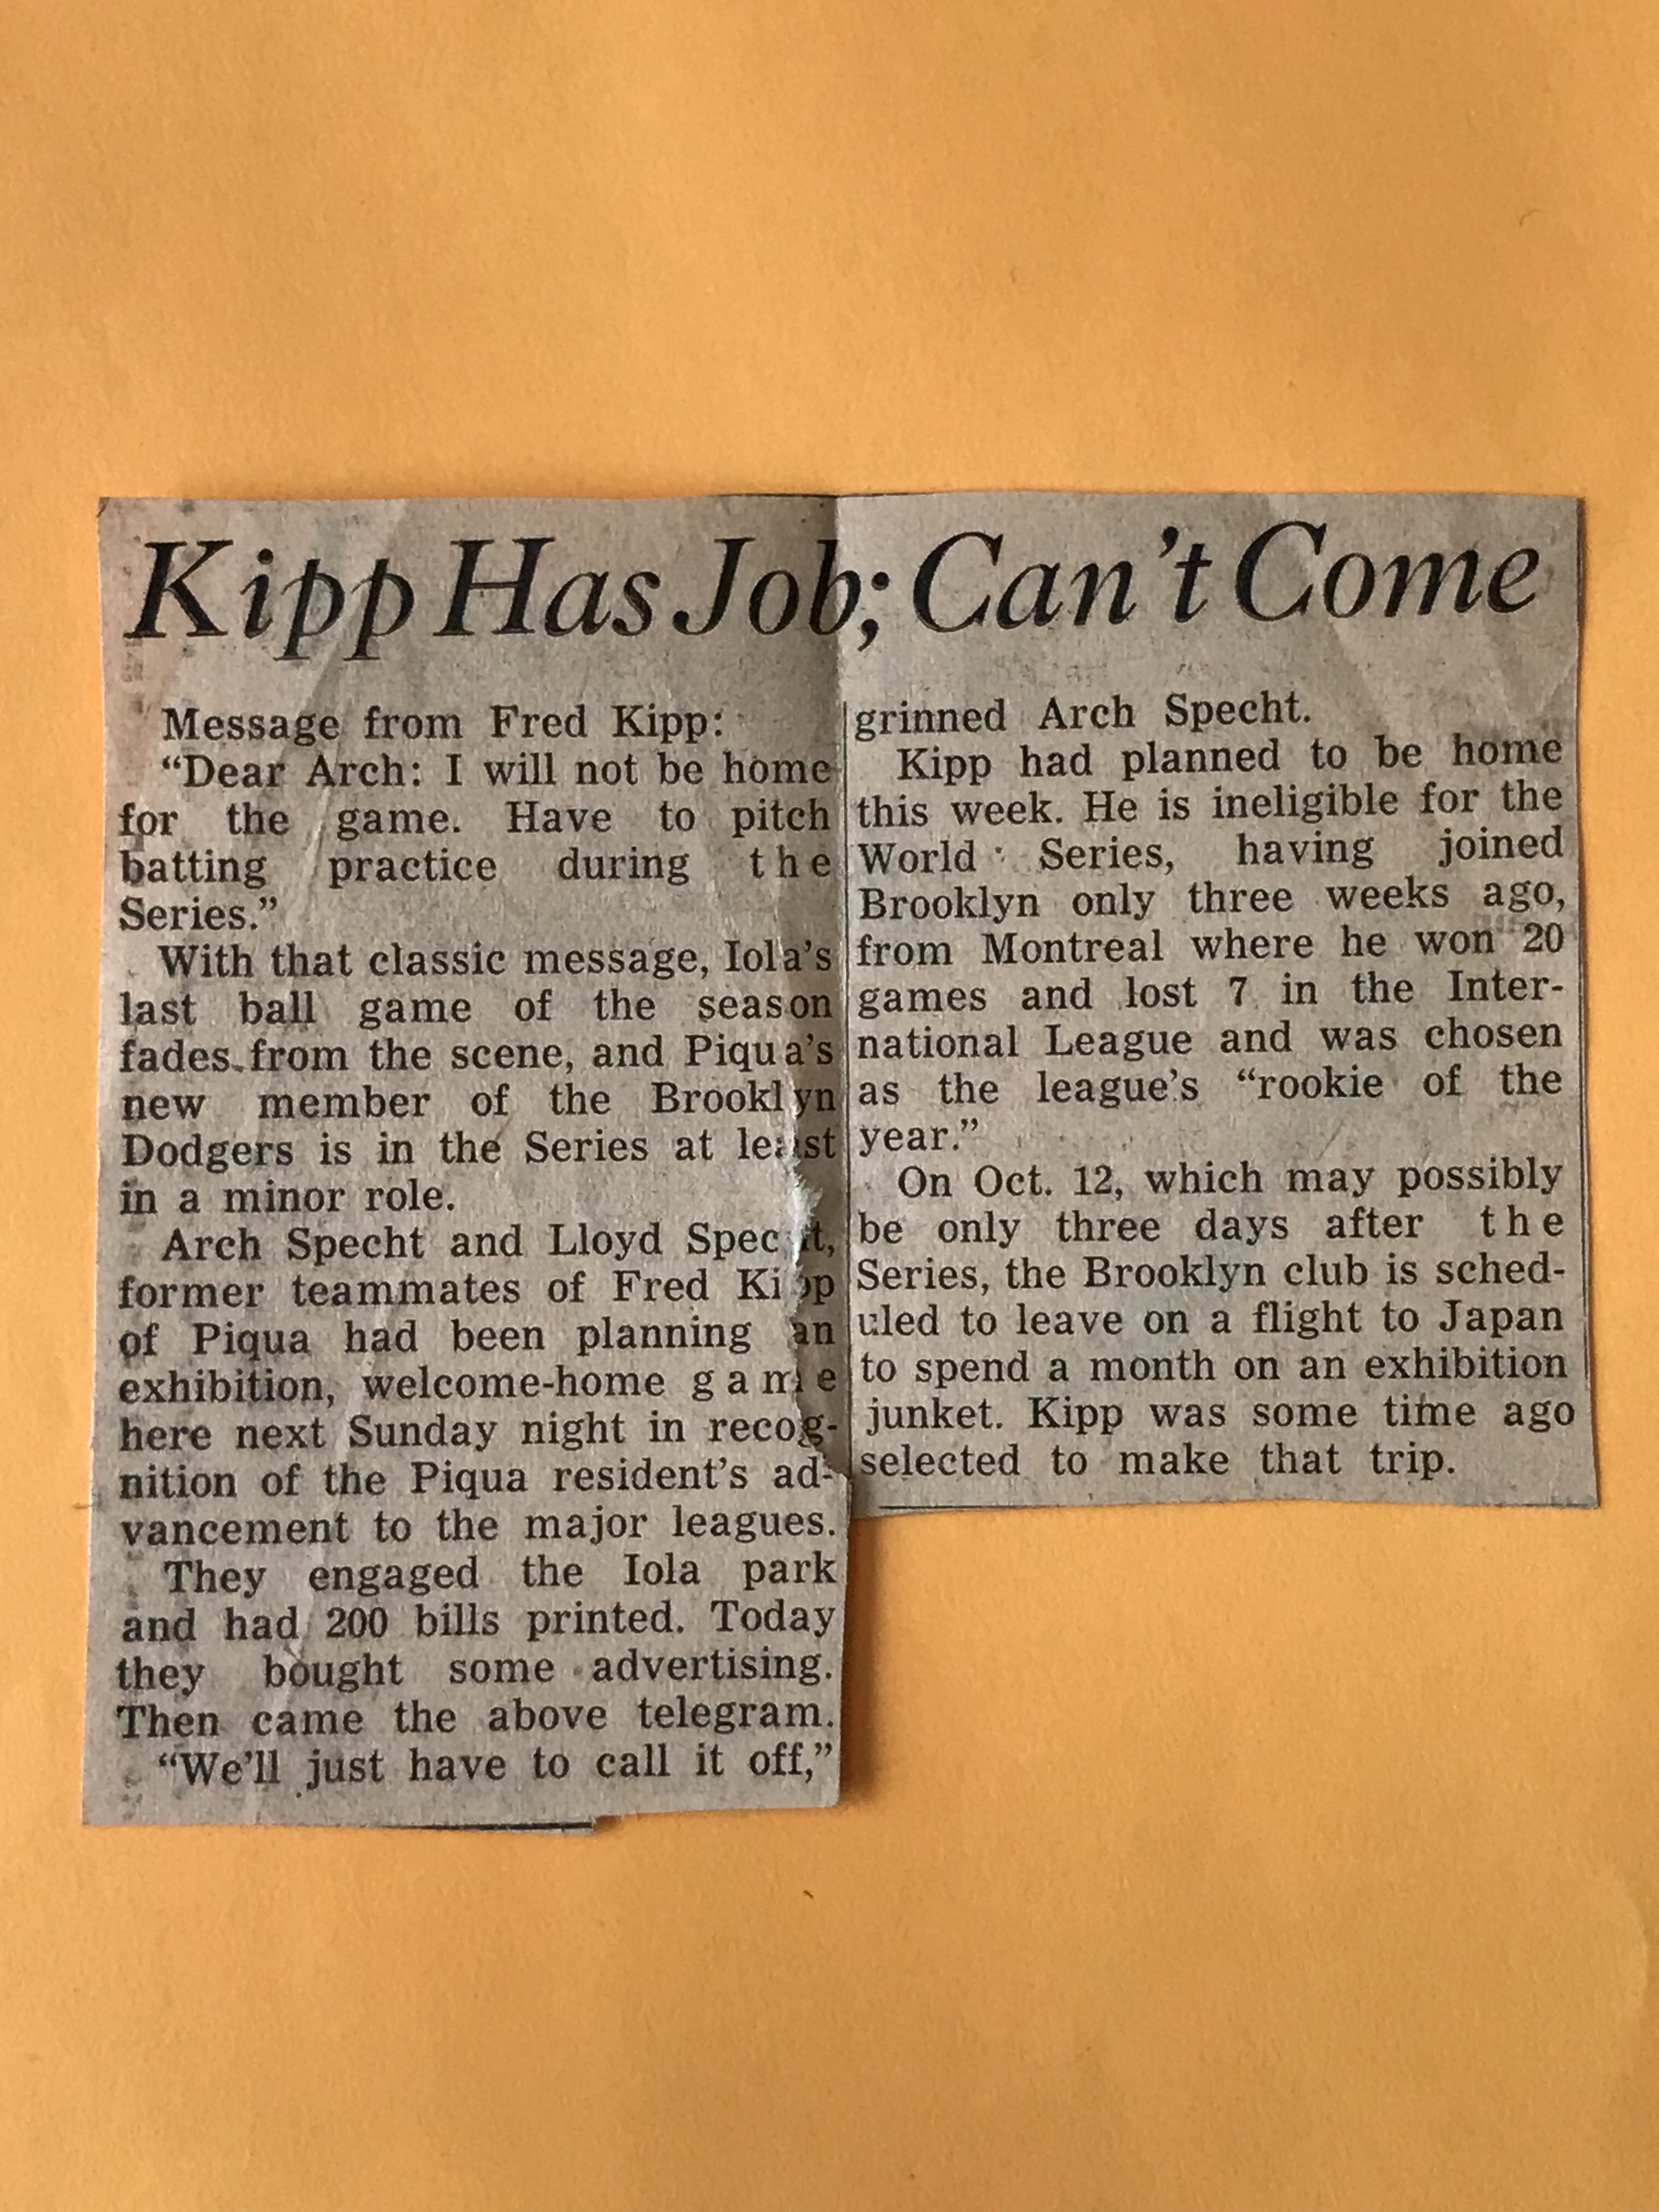 Kipp Has Job; Can't Come
Message from Fred Kipp:
“Dear Arch: I will not be home
for the game. Have to pitch
batting practice during the
Series.”
With that classic message, Iola's
last ball game of the season
fades from the scene, and Piqua's
new member of the Brooklyn
Dodgers is in the Series at least
in a minor role.
Arch Specht and Lloyd Specht,
former teammates of Fred Kipp
of Piqua had been planning an
exhibition, welcome-home game
here next Sunday night in recog-
nition of the Piqua resident's ad-
vancement to the major leagues.
They engaged the Iola park
and had 200 bills printed. Today
they bought some advertising.
Then came the above telegram.
“We'll just have to call it off,”
grinned Arch Specht.
Kipp had planned to be home
this week. He is ineligible for the
World Series, having joined
Brooklyn only three weeks ago,
from Montreal where he won 20
games and lost 7 in the Inter-
national League and was chosen
as the league's “rookie of the
year.”
On Oct. 12, which may possibly
be only three days after the
Series, the Brooklyn club is sched-
uled to leave on a flight to Japan
to spend a month on an exhibition
junket. Kipp was some time ago
selected to make that trip.